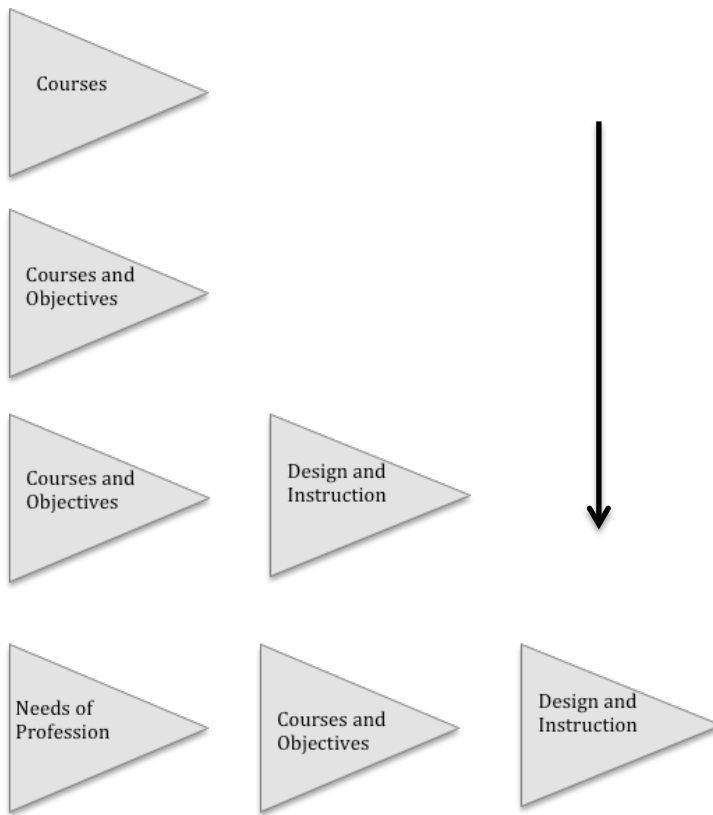 Courses
Courses and
Objectives
Courses and
Objectives
Design and
Instruction
Needs of
Profession
Courses and
Objectives
Design and
Instruction